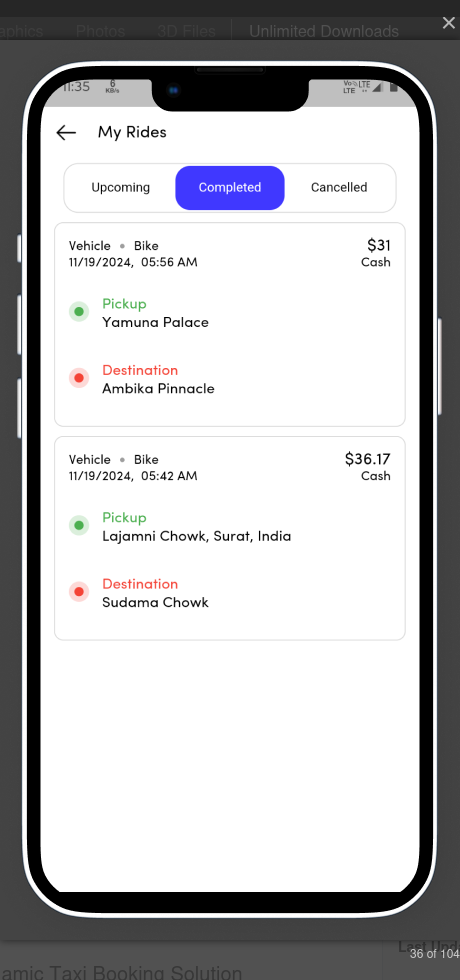 aphics Photos 3D Files Unlimited Downloads
11:35 6 KB/s Vo LTE LTE
← My Rides
Upcoming Completed Cancelled
Vehicle • Bike $31
11/19/2024, 05:56 AM Cash
Pickup
Yamuna Palace
Destination
Ambika Pinnacle
Vehicle • Bike $36.17
11/19/2024, 05:42 AM Cash
Pickup
Lajamni Chowk, Surat, India
Destination
Sudama Chowk
Last Upd
36 of 104
amic Taxi Booking Solution